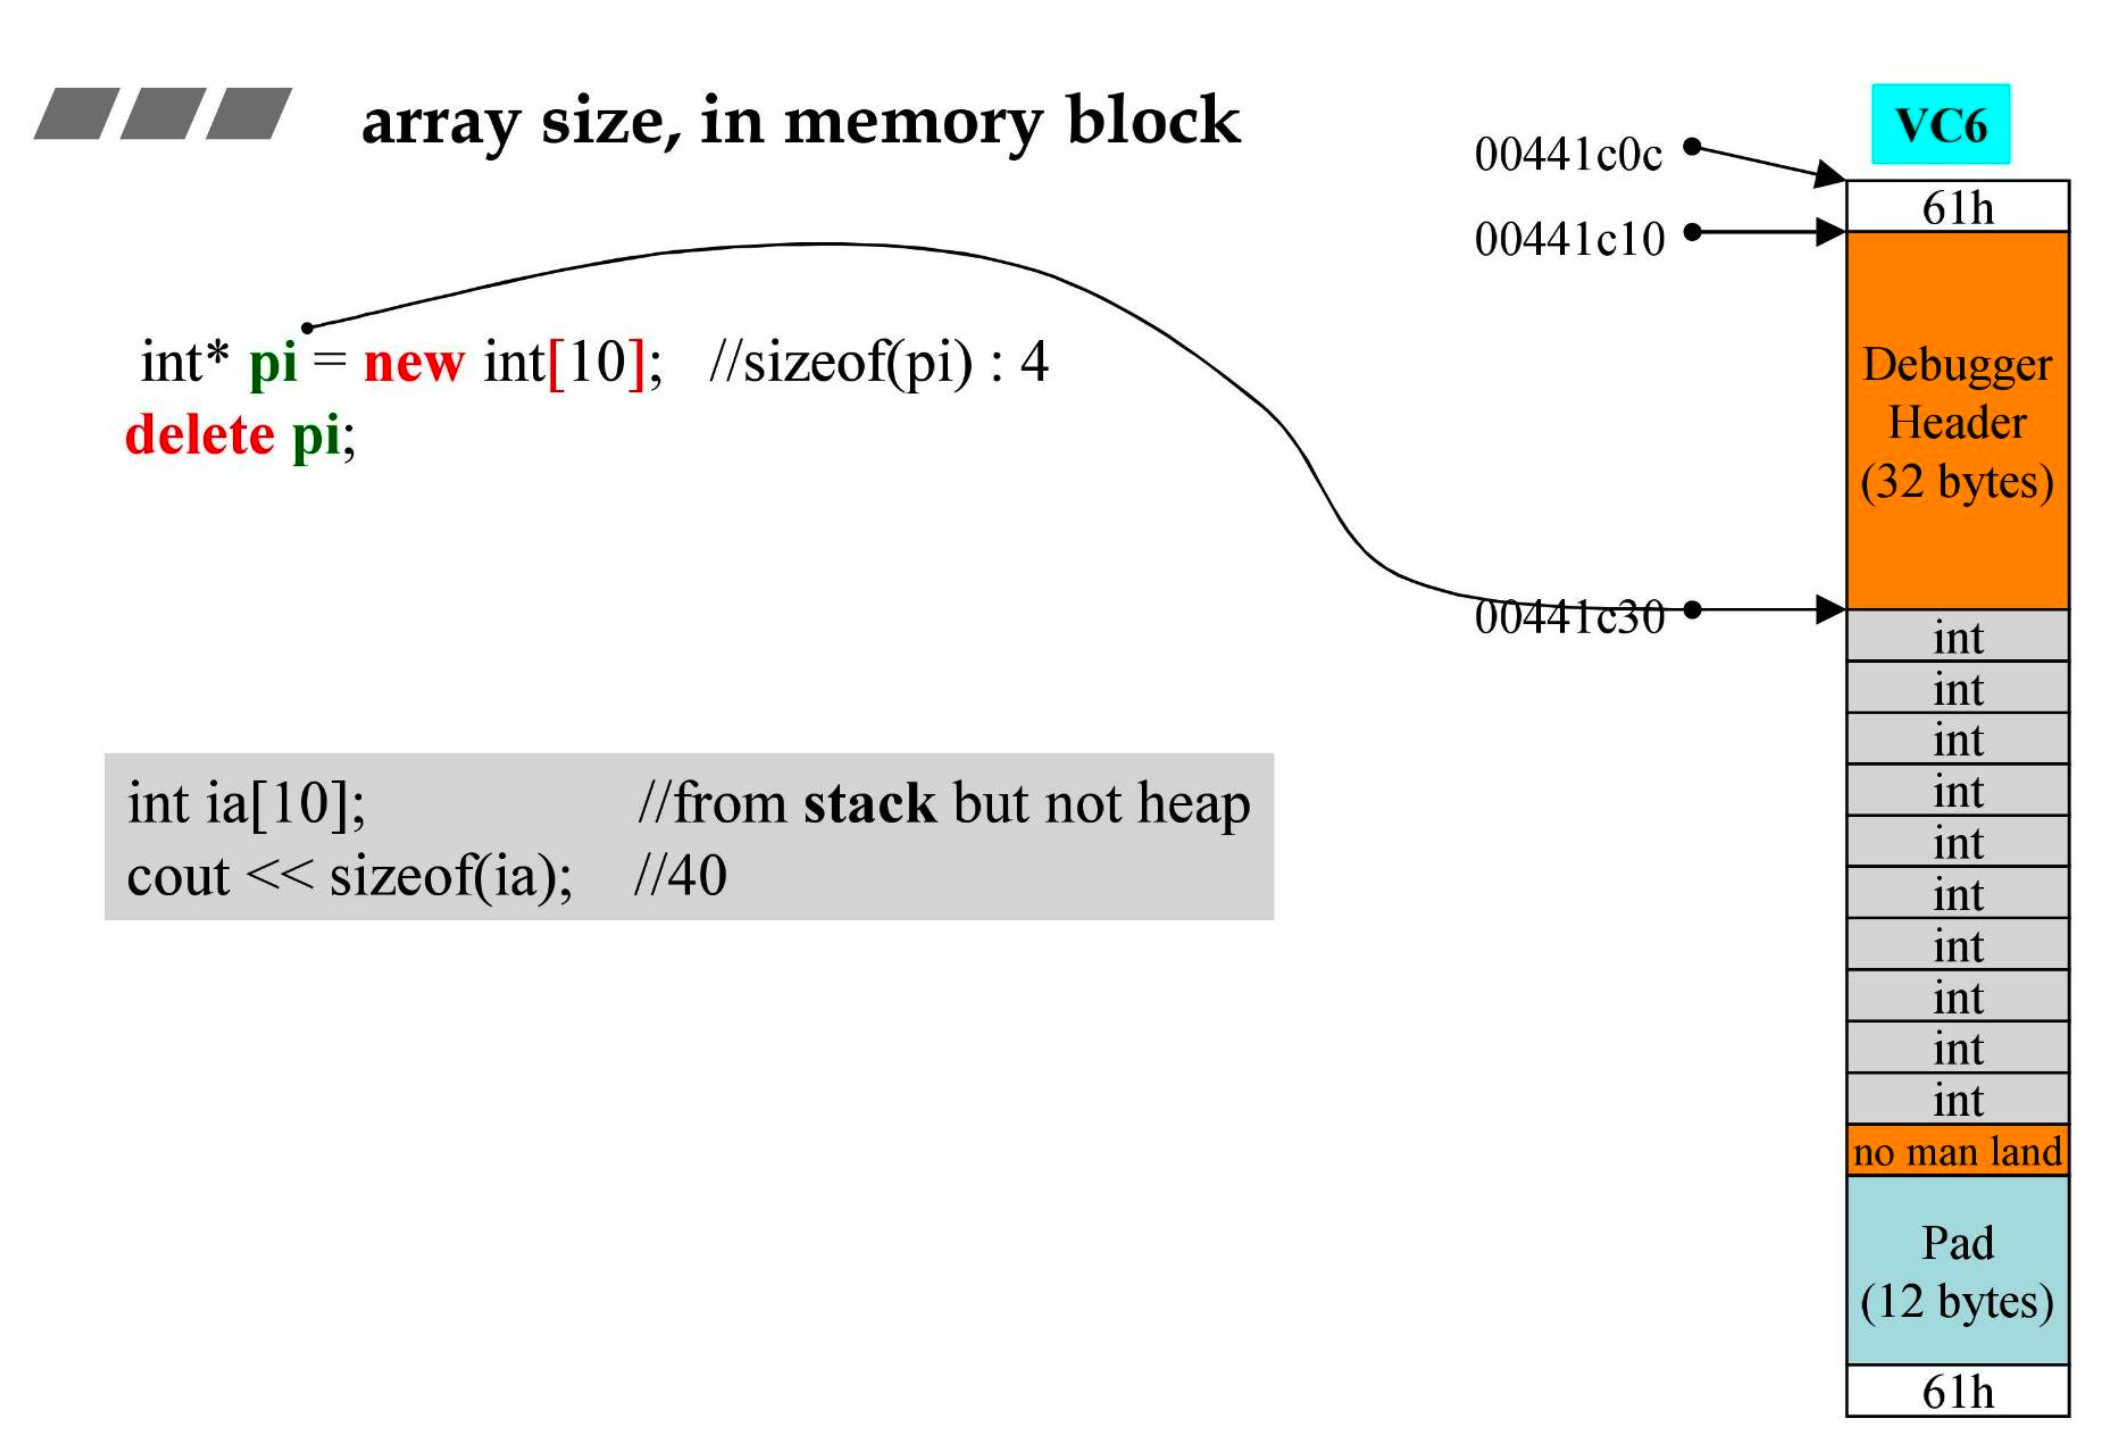 array size, in memory block
VC6
00441c0c
61h
00441c10
Debugger
Header
(32 bytes)
int* pi = new int[10]; //sizeof(pi) : 4
delete pi;
00441c30
int
int
int
int
int
int
int
int
int
int
no man land
Pad
(12 bytes)
61h
int ia[10]; //from stack but not heap
cout << sizeof(ia); //40